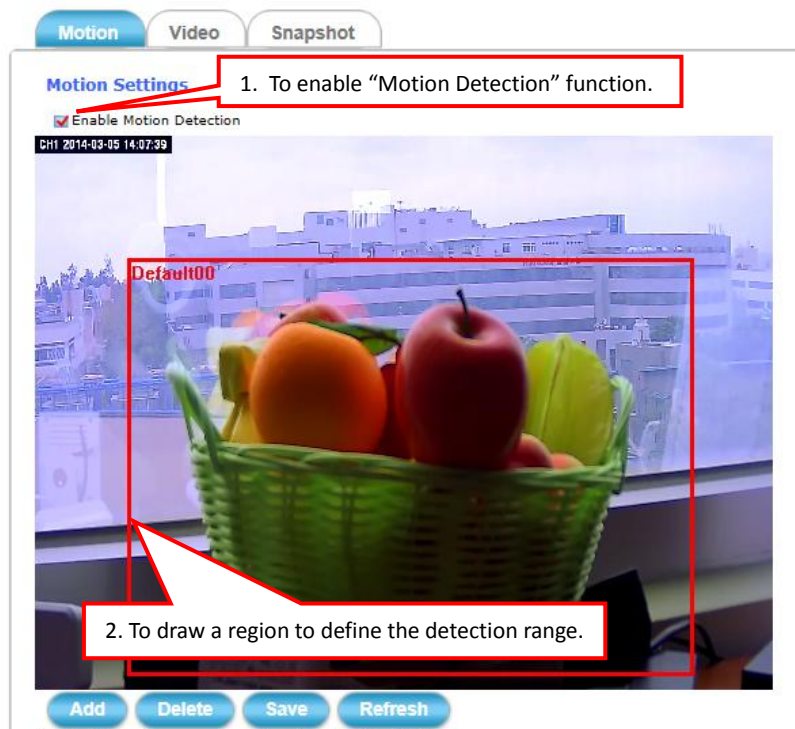 Motion Video Snapshot
Motion Settings
1. To enable “Motion Detection” function.
Enable Motion Detection
CH1 2014-03-05 14:07:39
Default00
2. To draw a region to define the detection range.
Add Delete Save Refresh